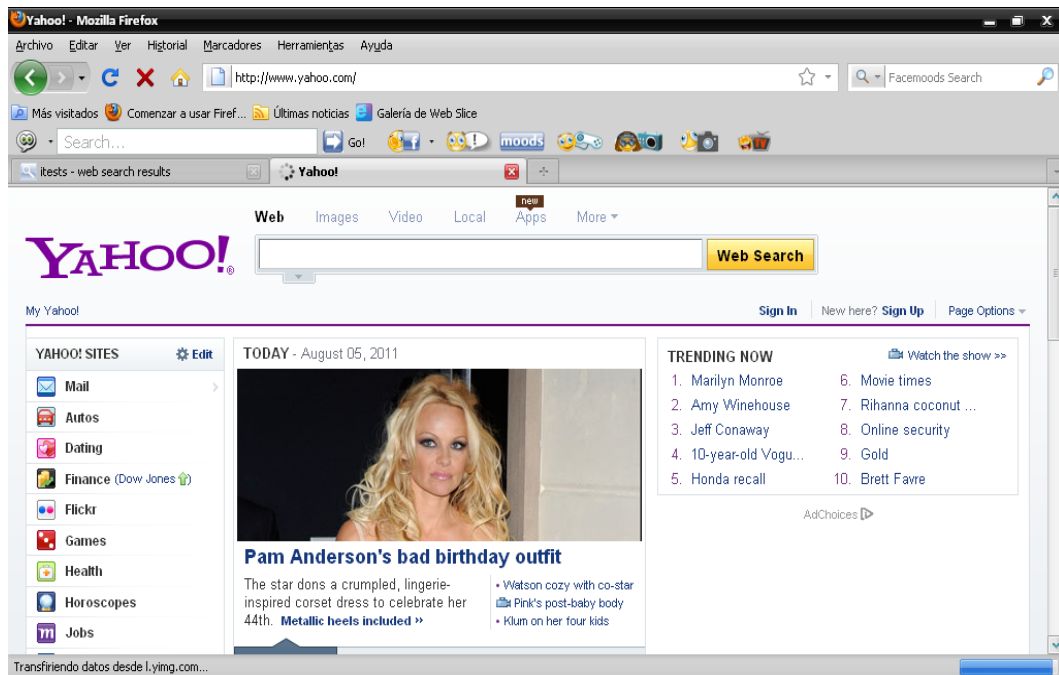 Yahoo! - Mozilla Firefox
Archivo Editar Ver Historial Marcadores Herramientas Ayuda
http://www.yahoo.com/ Facemoods Search
Más visitados Comenzar a usar Firef... Últimas noticias Galería de Web Slice
Search... Go! moods
itests - web search results Yahoo!
new
Web Images Video Local Apps More
YAHOO!®
Web Search
My Yahoo! Sign In New here? Sign Up Page Options
YAHOO! SITES Edit
Mail
Autos
Dating
Finance (Dow Jones)
Flickr
Games
Health
Horoscopes
Jobs
TODAY - August 05, 2011
Pam Anderson's bad birthday outfit
The star dons a crumpled, lingerie-
inspired corset dress to celebrate her
44th. Metallic heels included »
• Watson cozy with co-star
Pink's post-baby body
• Klum on her four kids
TRENDING NOW Watch the show >>
1. Marilyn Monroe
2. Amy Winehouse
3. Jeff Conaway
4. 10-year-old Vogu...
5. Honda recall
6. Movie times
7. Rihanna coconut ...
8. Online security
9. Gold
10. Brett Favre
AdChoices
Transfiriendo datos desde l.yimg.com...